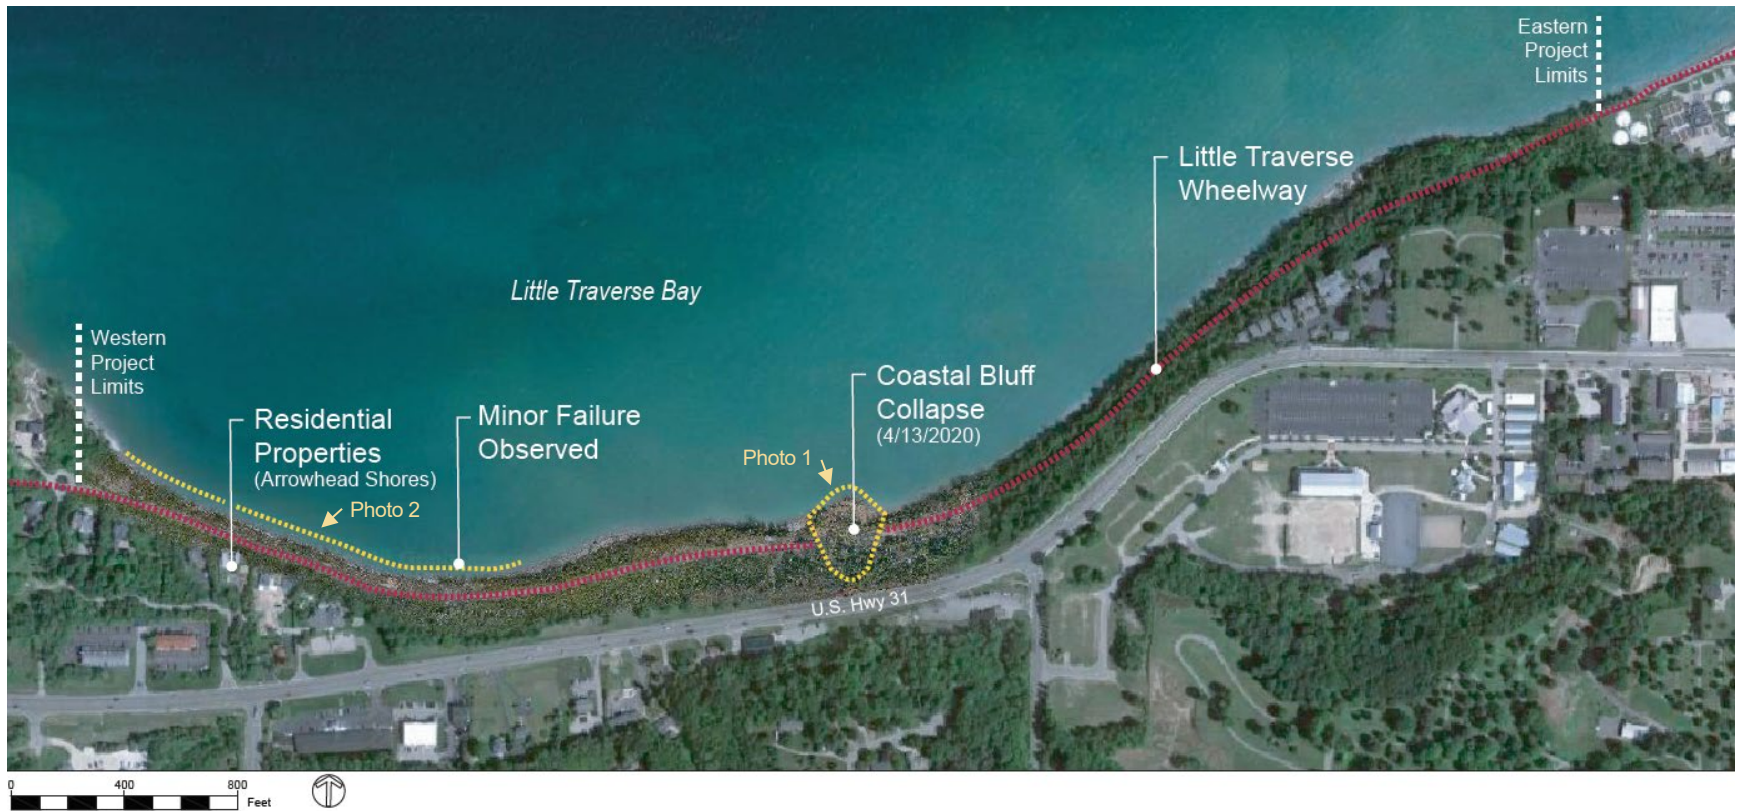 Eastern
Project
Limits
Little Traverse
Wheelway
Little Traverse Bay
Western
Project
Limits
Coastal Bluff
Collapse
(4/13/2020)
Residential
Properties
(Arrowhead Shores)
Minor Failure
Observed
Photo 1
Photo 2
U.S. Hwy 31
0 400 800
Feet